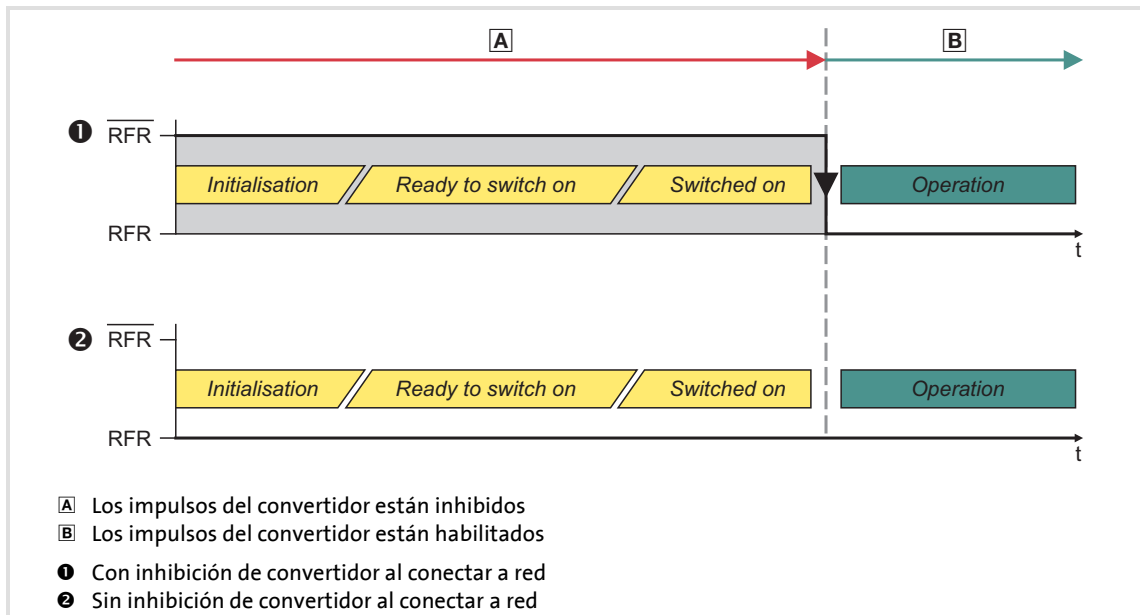 A B
❶ R̅F̅R̅
Initialisation Ready to switch on Switched on Operation
RFR
t
❷ R̅F̅R̅
Initialisation Ready to switch on Switched on Operation
RFR
t
A Los impulsos del convertidor están inhibidos
B Los impulsos del convertidor están habilitados
❶ Con inhibición de convertidor al conectar a red
❷ Sin inhibición de convertidor al conectar a red